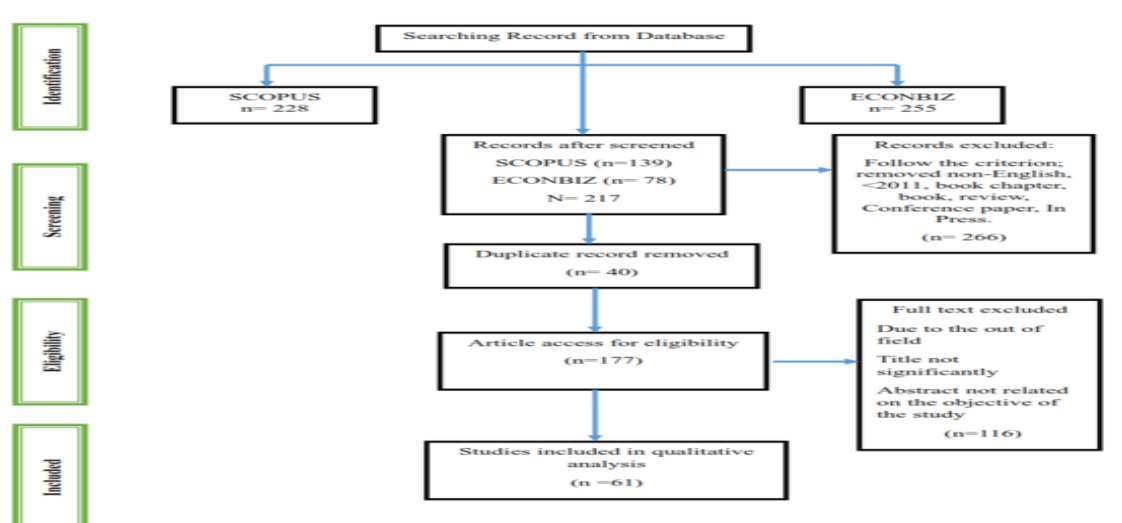 Identification
Searching Record from Database
SCOPUS
n= 228
ECONBIZ
n= 255
Screening
Records after screened
SCOPUS (n=139)
ECONBIZ (n= 78)
N= 217
Records excluded:
Follow the criterion;
removed non-English,
<2011, book chapter,
book, review,
Conference paper, In
Press.
(n= 266)
Duplicate record removed
(n= 40)
Eligibility
Article access for eligibility
(n=177)
Full text excluded
Due to the out of
field
Title not
significantly
Abstract not related
on the objective of
the study
(n=116)
Included
Studies included in qualitative
analysis
(n =61)